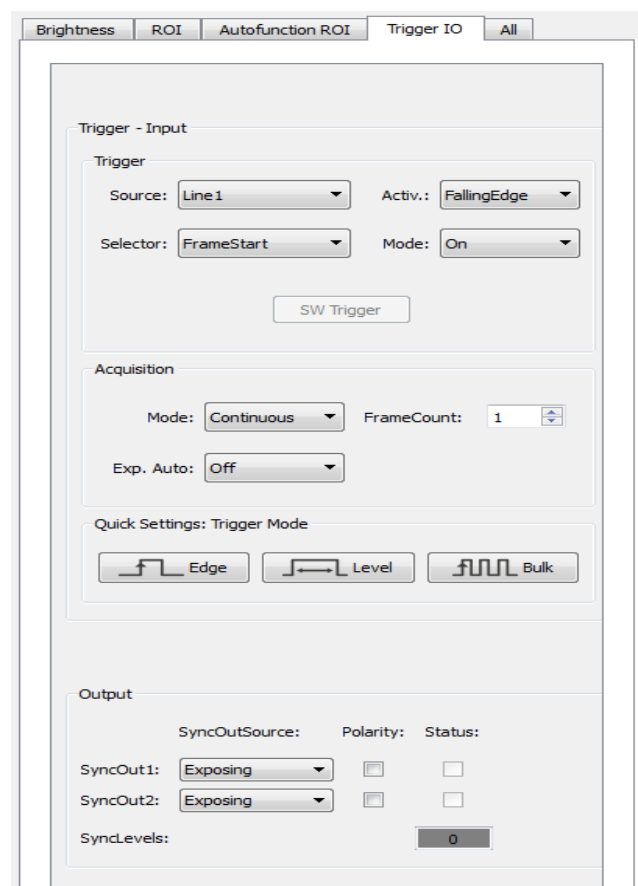 Brightness ROI Autofunction ROI Trigger IO All
Trigger - Input
Trigger
Source: Line1 Activ.: FallingEdge
Selector: FrameStart Mode: On
SW Trigger
Acquisition
Mode: Continuous FrameCount: 1
Exp. Auto: Off
Quick Settings: Trigger Mode
Edge Level Bulk
Output
SyncOutSource: Polarity: Status:
SyncOut1: Exposing
SyncOut2: Exposing
SyncLevels: 0